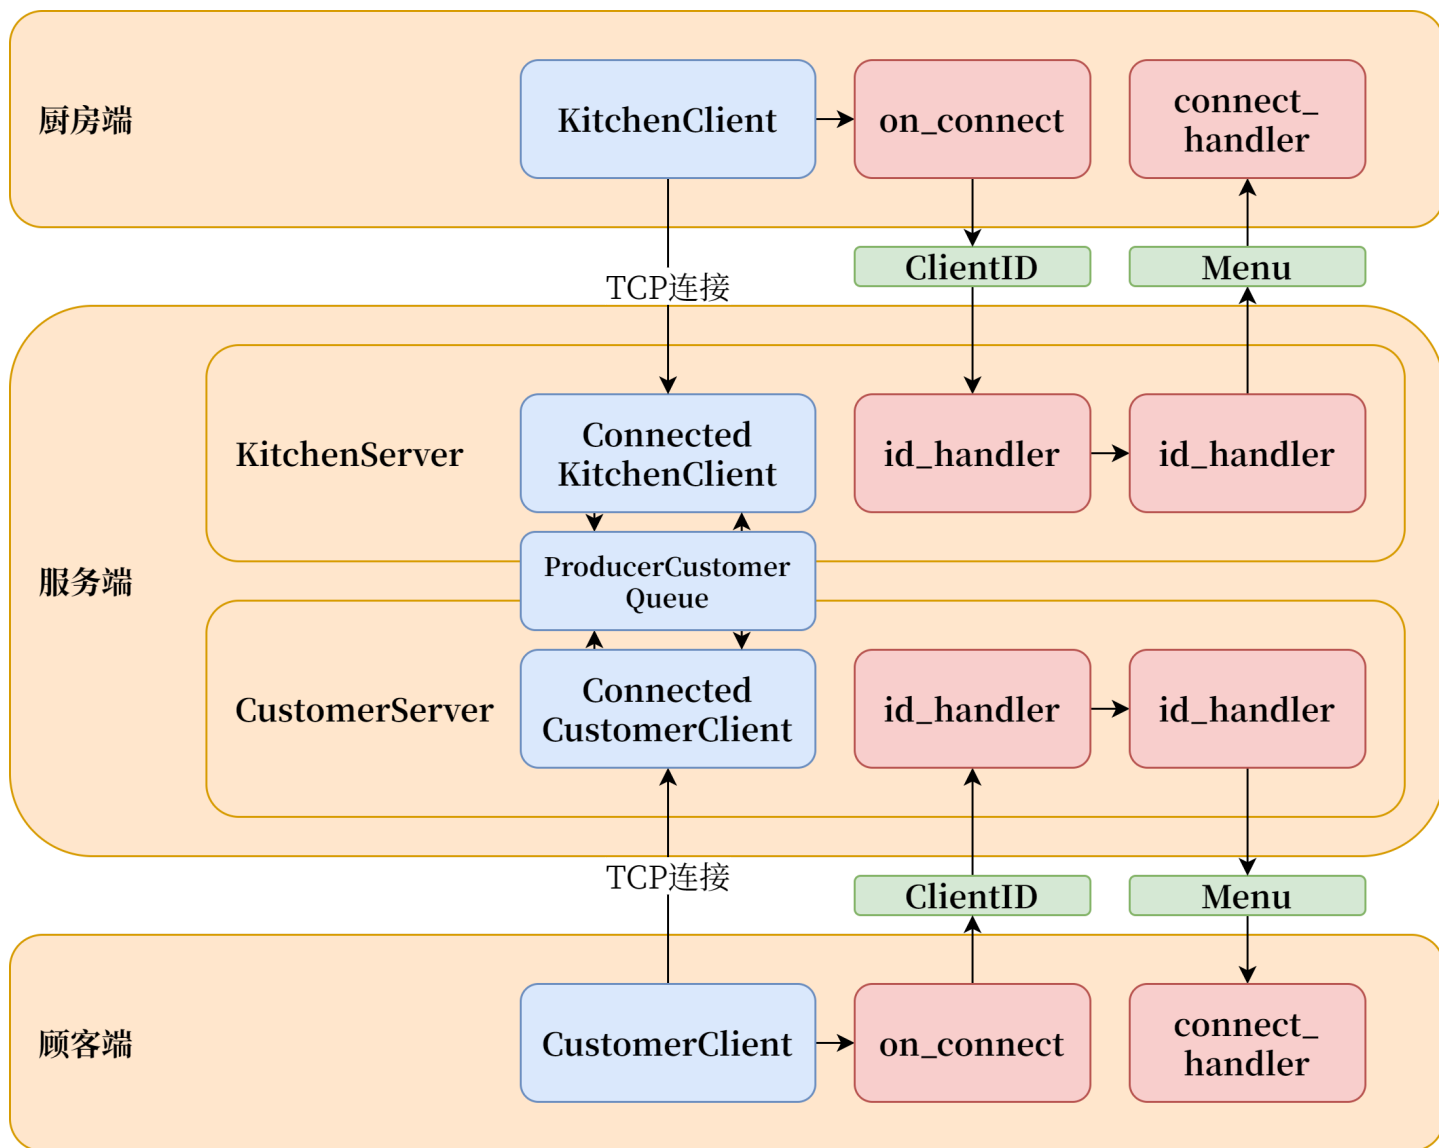 厨房端
KitchenClient
on_connect
connect_
handler
ClientID
Menu
TCP连接
服务端
KitchenServer
Connected
KitchenClient
id_handler
id_handler
ProducerCustomer
Queue
CustomerServer
Connected
CustomerClient
id_handler
id_handler
TCP连接
ClientID
Menu
顾客端
CustomerClient
on_connect
connect_
handler